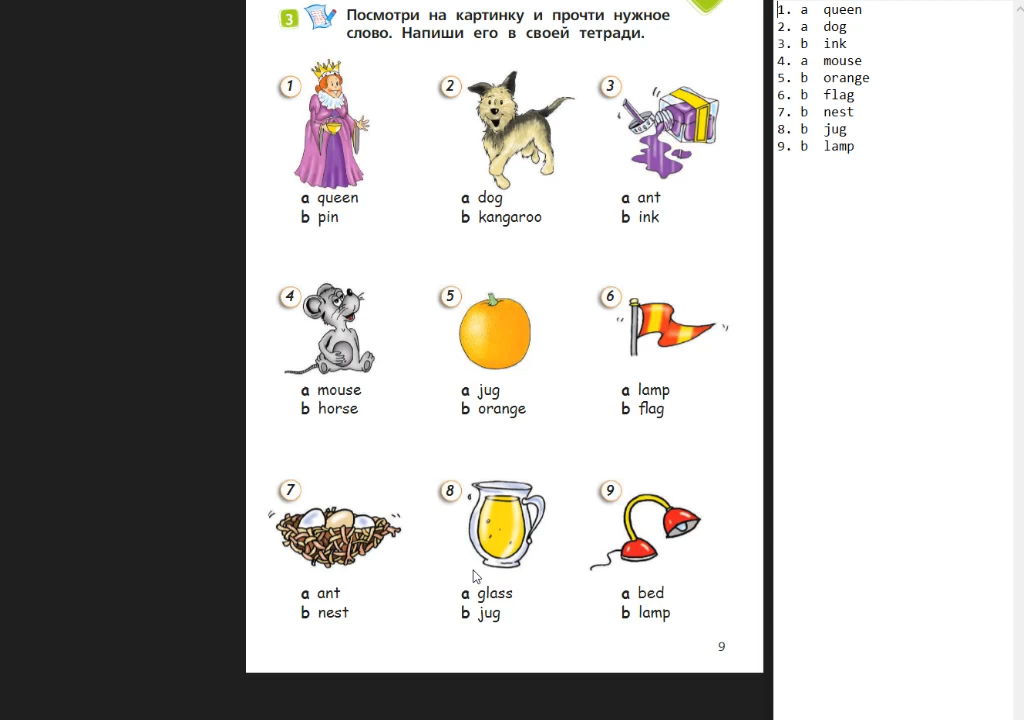 3 Посмотри на картинку и прочти нужное
слово. Напиши его в своей тетради.
1
a queen
b pin
2
a dog
b kangaroo
3
a ant
b ink
4
a mouse
b horse
5
a jug
b orange
6
a lamp
b flag
7
a ant
b nest
8
a glass
b jug
9
a bed
b lamp
9
1. a queen
2. a dog
3. b ink
4. a mouse
5. b orange
6. b flag
7. b nest
8. b jug
9. b lamp